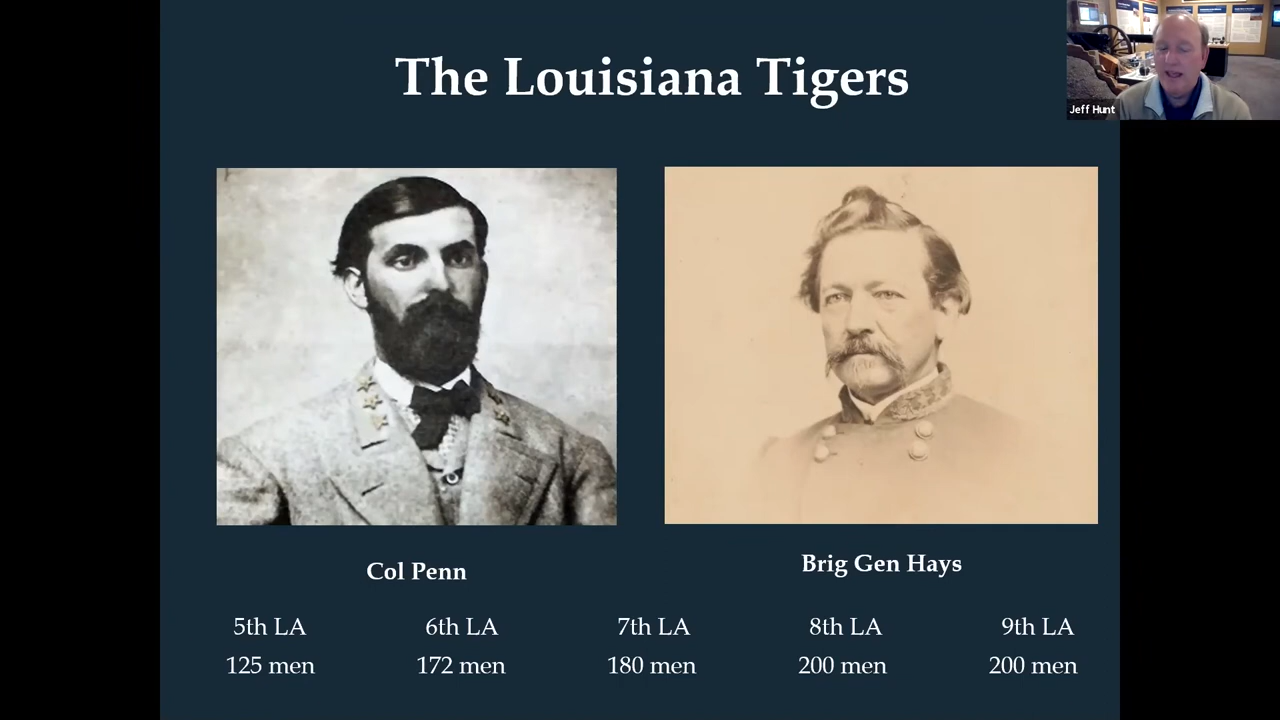 The Louisiana Tigers
Jeff Hunt
Col Penn
Brig Gen Hays
5th LA
6th LA
7th LA
8th LA
9th LA
125 men
172 men
180 men
200 men
200 men